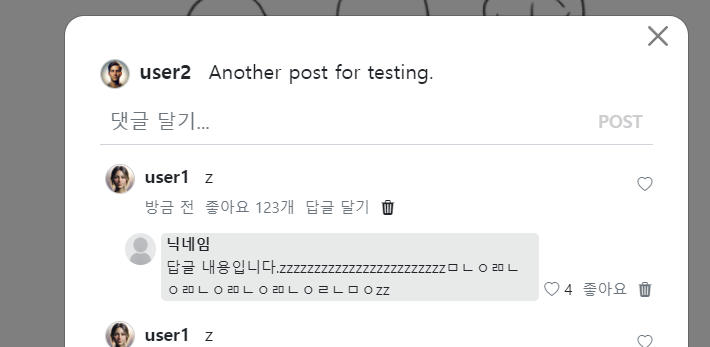 user2 Another post for testing.
댓글 달기... POST
user1 z
방금 전 좋아요 123개 답글 달기
닉네임
답글 내용입니다.zzzzzzzzzzzzzzzzzzzzzzzzㅁㄴㅇㄻㄴ
ㅇㄻㄴㅇㄻㄴㅇㄻㄴㅇㄹㄴㅁㅇzz
4 좋아요
user1 z